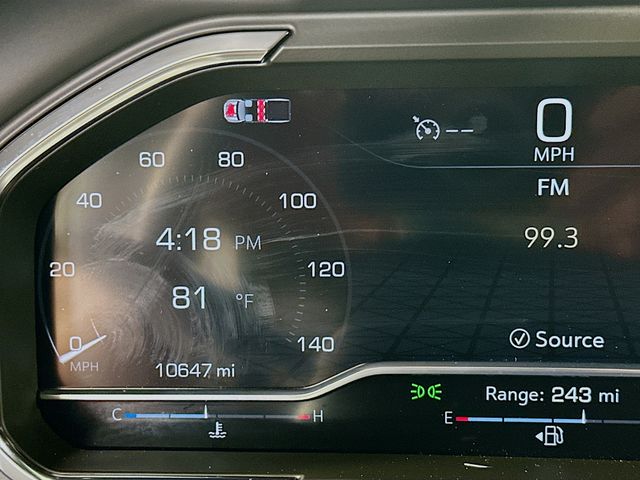 0
MPH
FM
99.3
Source
60
80
40
100
4:18 PM
20
120
81 °F
0
140
MPH
10647 mi
C H
Range: 243 mi
E